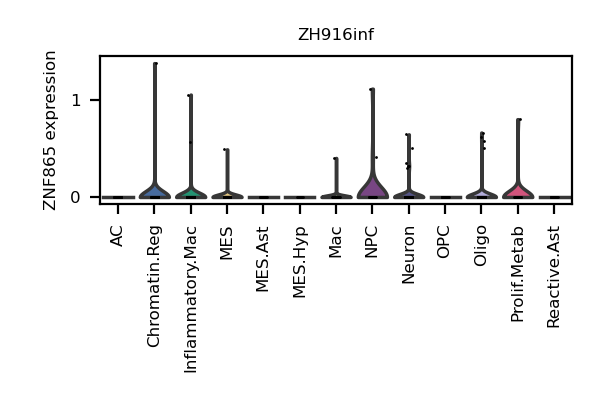 ZH916inf
ZNF865 expression
1
0
AC
Chromatin.Reg
Inflammatory.Mac
MES
MES.Ast
MES.Hyp
Mac
NPC
Neuron
OPC
Oligo
Prolif.Metab
Reactive.Ast